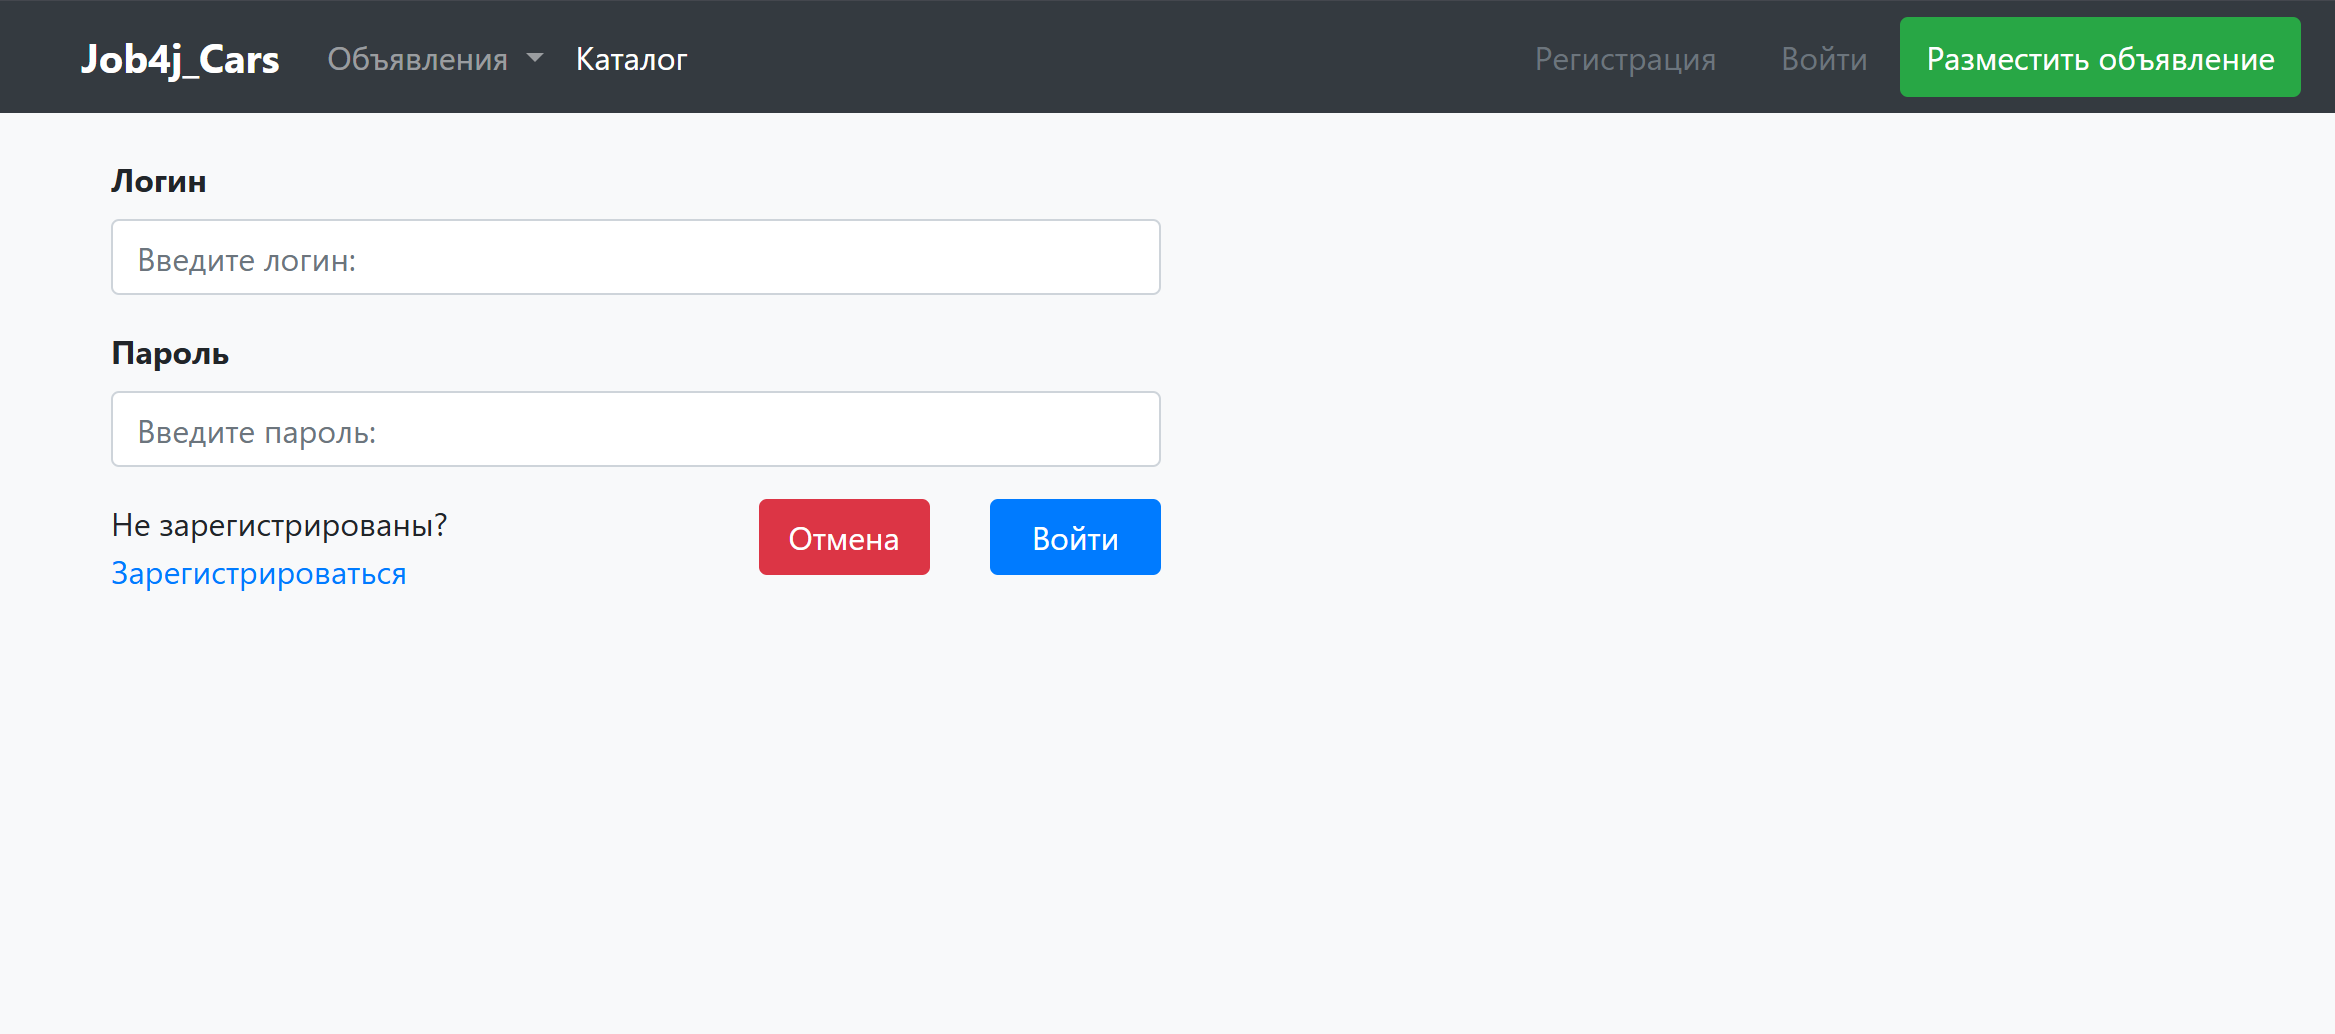 Job4j_Cars Объявления Каталог Регистрация Войти Разместить объявление
Логин
Введите логин:
Пароль
Введите пароль:
Не зарегистрированы? Отмена Войти
Зарегистрироваться